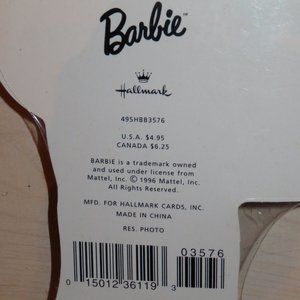 Barbie™
Hallmark
495HBB3576
U.S.A. $4.95
CANADA $6.25
BARBIE is a trademark owned
and used under license from
Mattel, Inc. © 1996 Mattel, Inc.
All Rights Reserved.
MFD. FOR HALLMARK CARDS, INC.
MADE IN CHINA
RES. PHOTO
03576
0 15012 36119 3